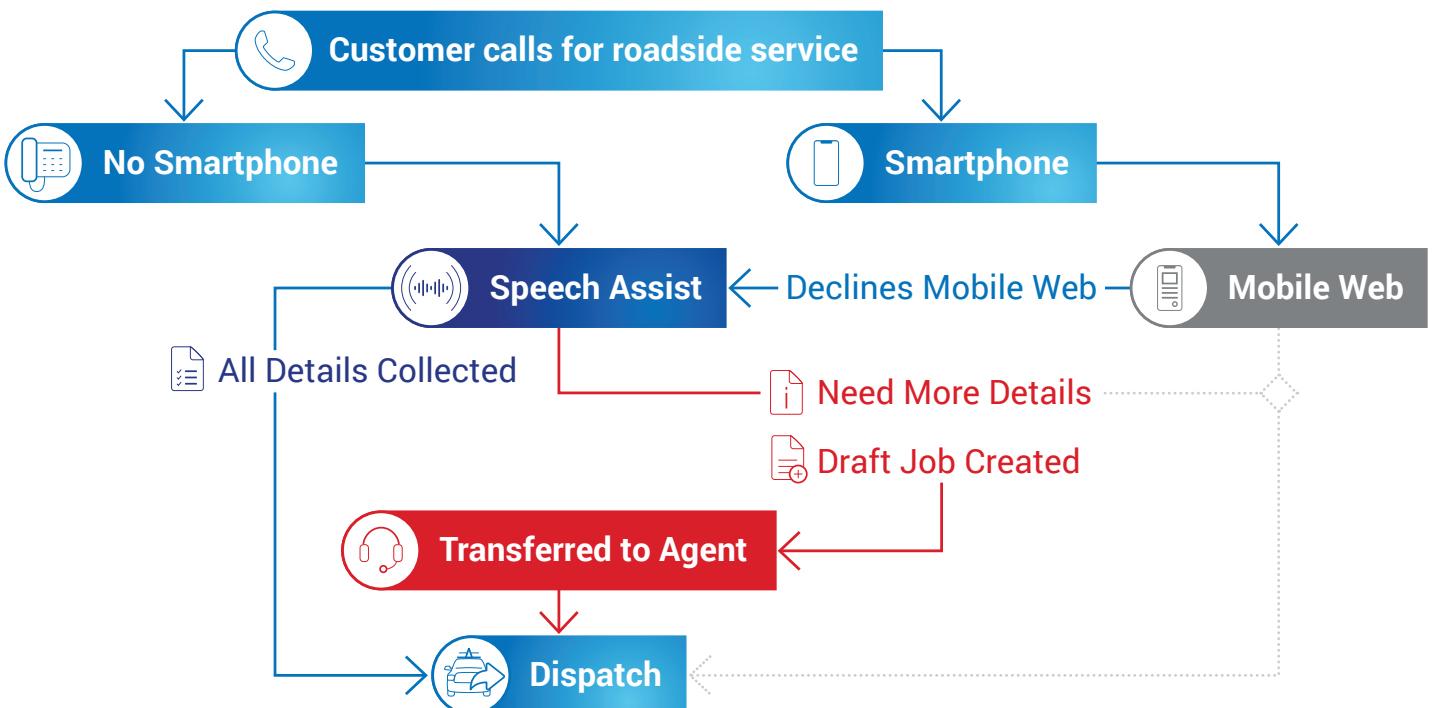 Customer calls for roadside service
No Smartphone
Smartphone
Speech Assist
Declines Mobile Web
Mobile Web
All Details Collected
Need More Details
Draft Job Created
Transferred to Agent
Dispatch